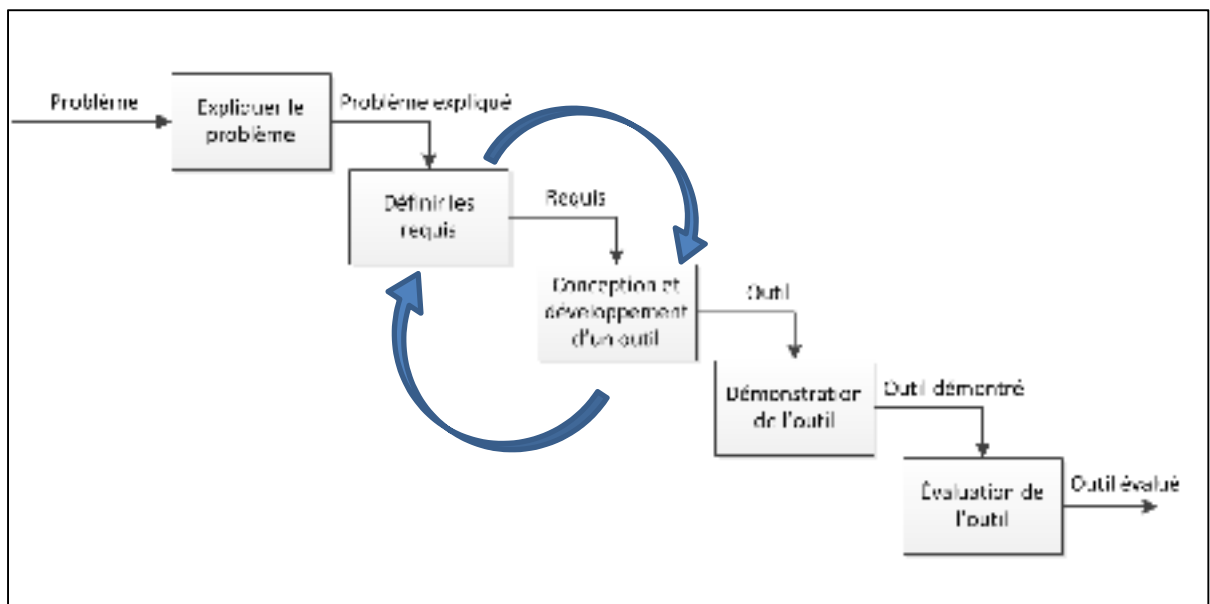 Problème
Expliquer le
problème
Problème expliqué
Définir les
requis
Requis
Conception et
développement
d'un outil
Outil
Démonstration
de l'outil
Outil démontré
Évaluation de
l'outil
Outil évalué